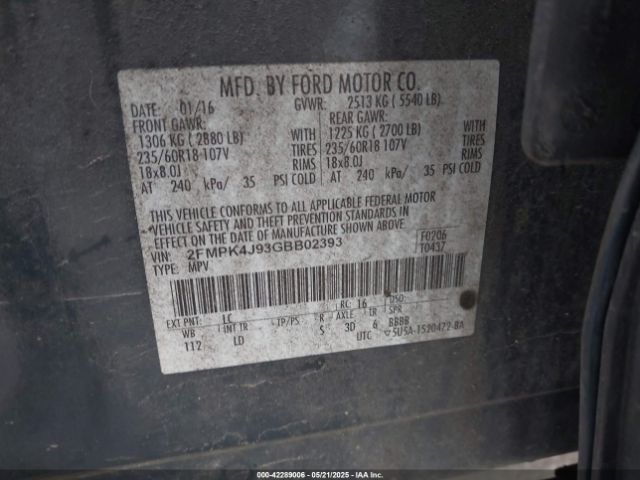 MFD. BY FORD MOTOR CO.
DATE: 01/16 GVWR: 2513 KG ( 5540 LB)
FRONT GAWR: REAR GAWR:
1306 KG ( 2880 LB) WITH 1225 KG ( 2700 LB) WITH
235/60R18 107V TIRES 235/60R18 107V TIRES
18x8.0J RIMS 18x8.0J RIMS
AT 240 kPa/ 35 PSI COLD AT 240 kPa/ 35 PSI COLD
THIS VEHICLE CONFORMS TO ALL APPLICABLE FEDERAL MOTOR
VEHICLE SAFETY AND THEFT PREVENTION STANDARDS IN
EFFECT ON THE DATE OF MANUFACTURE SHOWN ABOVE.
VIN: 2FMPK4J93GBB02393 F0206
TYPE: MPV T0437
EXT PNT: LC RC: 16 DSO:
WB INT TR TP/PS R AXLE TR SPR
112 LD S 3D 6 BBBB
UTC 5U5A-1520472-BA
000-42289006 - 05/21/2025 - IAAI.COM